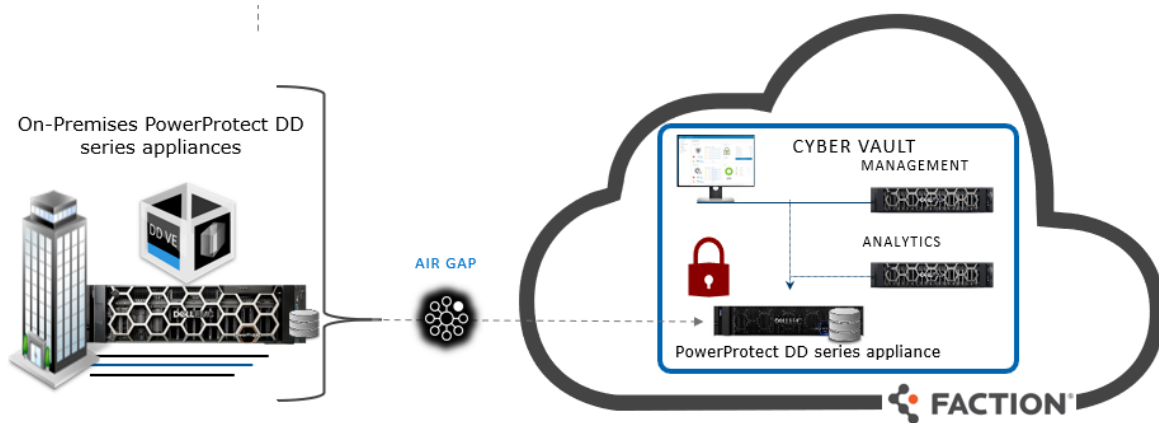 On-Premises PowerProtect DD
series appliances
DD VE
DELLEMC
AIR GAP
CYBER VAULT
MANAGEMENT
ANALYTICS
PowerProtect DD series appliance
FACTION®